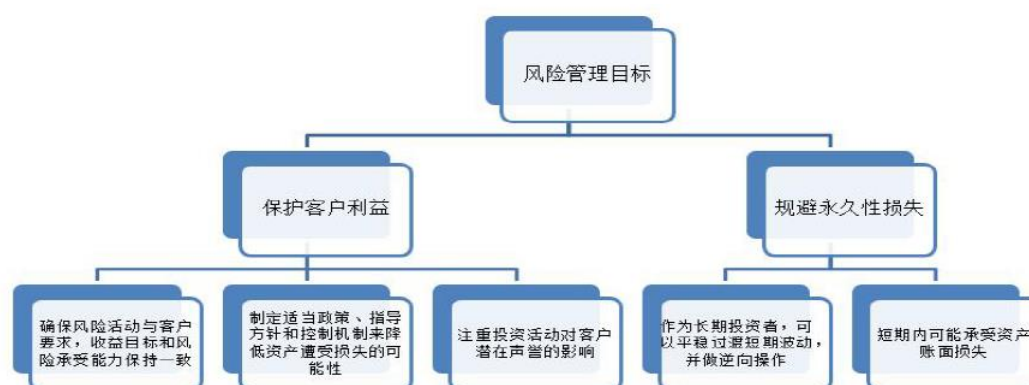 风险管理目标
保护客户利益
规避永久性损失
确保风险活动与客户
要求，收益目标和风
险承受能力保持一致
制定适当政策、指导
方针和控制机制来降
低资产遭受损失的可
能性
注重投资活动对客户
潜在声誉的影响
作为长期投资者，可
以平稳过渡短期波动，
并做逆向操作
短期内可能承受资产
账面损失